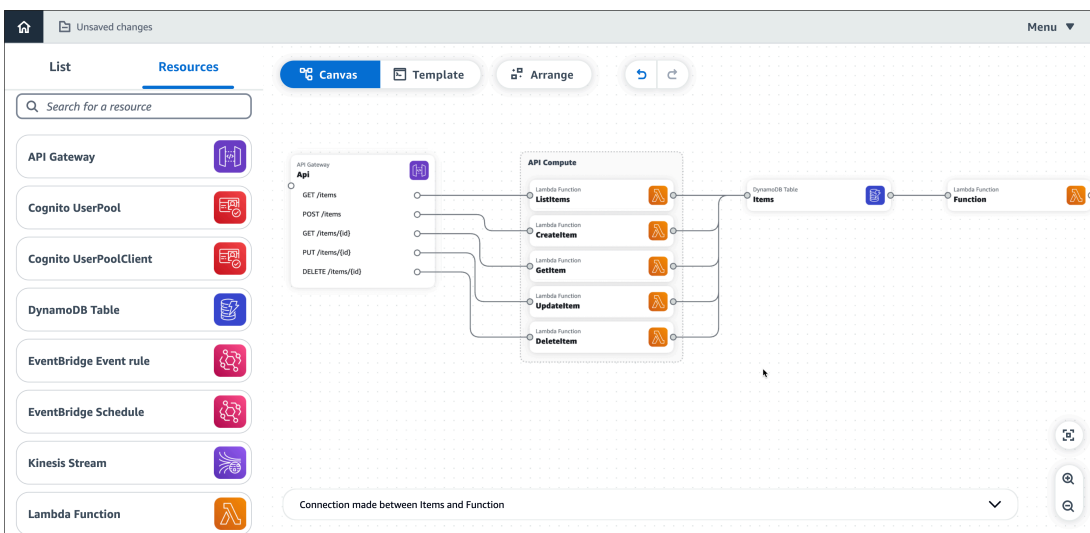 Unsaved changes
Menu
List
Resources
Canvas
Template
Arrange
Search for a resource
API Gateway
Cognito UserPool
Cognito UserPoolClient
DynamoDB Table
EventBridge Event rule
EventBridge Schedule
Kinesis Stream
Lambda Function
API Gateway
Api
GET /items
POST /items
GET /items/{id}
PUT /items/{id}
DELETE /items/{id}
API Compute
Lambda Function
ListItems
Lambda Function
CreateItem
Lambda Function
GetItem
Lambda Function
UpdateItem
Lambda Function
DeleteItem
DynamoDB Table
Items
Lambda Function
Function
Connection made between Items and Function